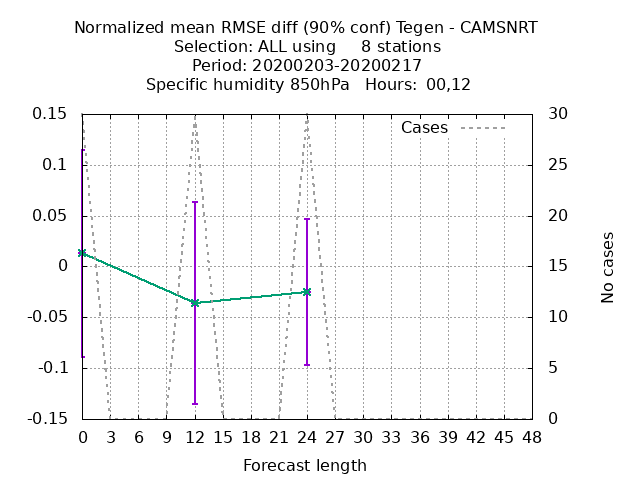 Normalized mean RMSE diff (90% conf) Tegen - CAMSNRT
Selection: ALL using     8 stations
Period: 20200203-20200217
Specific humidity 850hPa   Hours:  00,12
Cases
0.15
0.1
0.05
0
-0.05
-0.1
-0.15
30
25
20
15
10
5
0
No cases
0 3 6 9 12 15 18 21 24 27 30 33 36 39 42 45 48
Forecast length